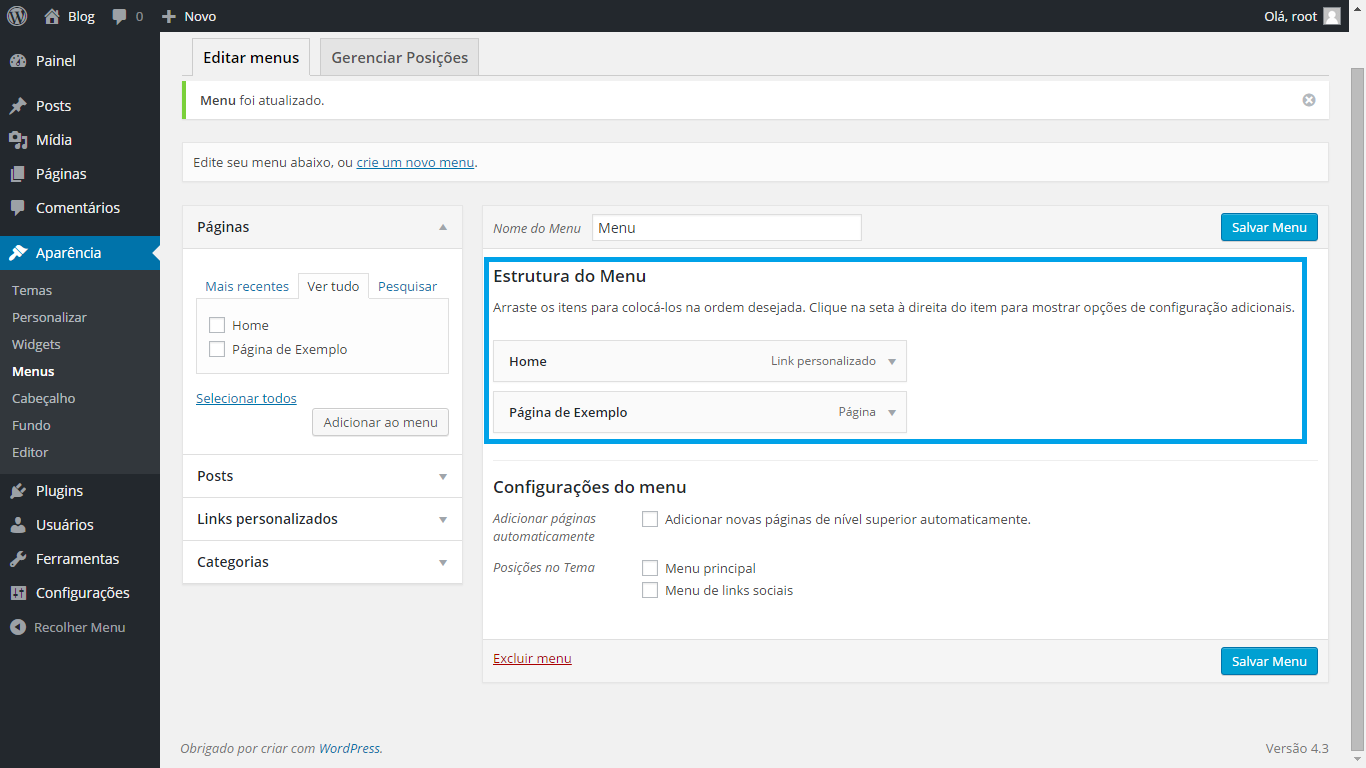 Blog
0
Novo
Olá, root
Painel
Posts
Mídia
Páginas
Comentários
Aparência
Temas
Personalizar
Widgets
Menus
Cabeçalho
Fundo
Editor
Plugins
Usuários
Ferramentas
Configurações
Recolher Menu
Editar menus
Gerenciar Posições
Menu foi atualizado.
Edite seu menu abaixo, ou crie um novo menu.
Páginas
Mais recentes
Ver tudo
Pesquisar
Home
Página de Exemplo
Selecionar todos
Adicionar ao menu
Posts
Links personalizados
Categorias
Nome do Menu
Menu
Salvar Menu
Estrutura do Menu
Arraste os itens para colocá-los na ordem desejada. Clique na seta à direita do item para mostrar opções de configuração adicionais.
Home
Link personalizado
Página de Exemplo
Página
Configurações do menu
Adicionar páginas
automaticamente
Adicionar novas páginas de nível superior automaticamente.
Posições no Tema
Menu principal
Menu de links sociais
Excluir menu
Salvar Menu
Obrigado por criar com WordPress.
Versão 4.3